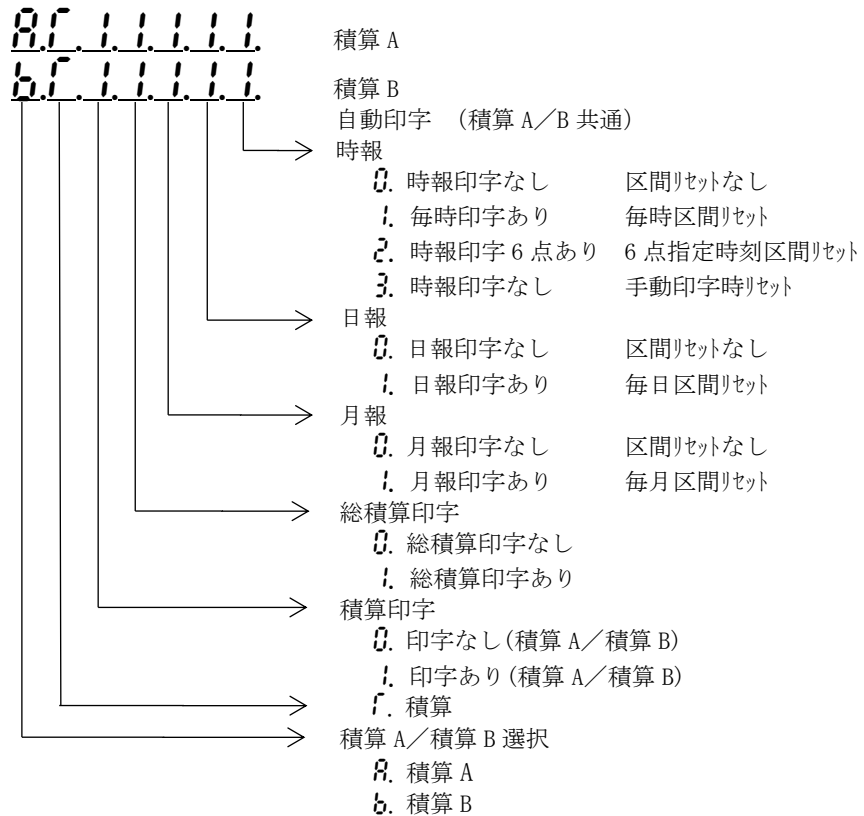 A.Γ.1.1.1.1.1. 積算 A
b.Γ.1.1.1.1.1. 積算 B
自動印字 (積算 A/B 共通)
時報
0. 時報印字なし 区間ﾘｾｯﾄなし
1. 毎時印字あり 毎時区間ﾘｾｯﾄ
2. 時報印字 6 点あり 6 点指定時刻区間ﾘｾｯﾄ
3. 時報印字なし 手動印字時ﾘｾｯﾄ
日報
0. 日報印字なし 区間ﾘｾｯﾄなし
1. 日報印字あり 毎日区間ﾘｾｯﾄ
月報
0. 月報印字なし 区間ﾘｾｯﾄなし
1. 月報印字あり 毎月区間ﾘｾｯﾄ
総積算印字
0. 総積算印字なし
1. 総積算印字あり
積算印字
0. 印字なし(積算 A/積算 B)
1. 印字あり(積算 A/積算 B)
Γ. 積算
積算 A/積算 B 選択
A. 積算 A
b. 積算 B